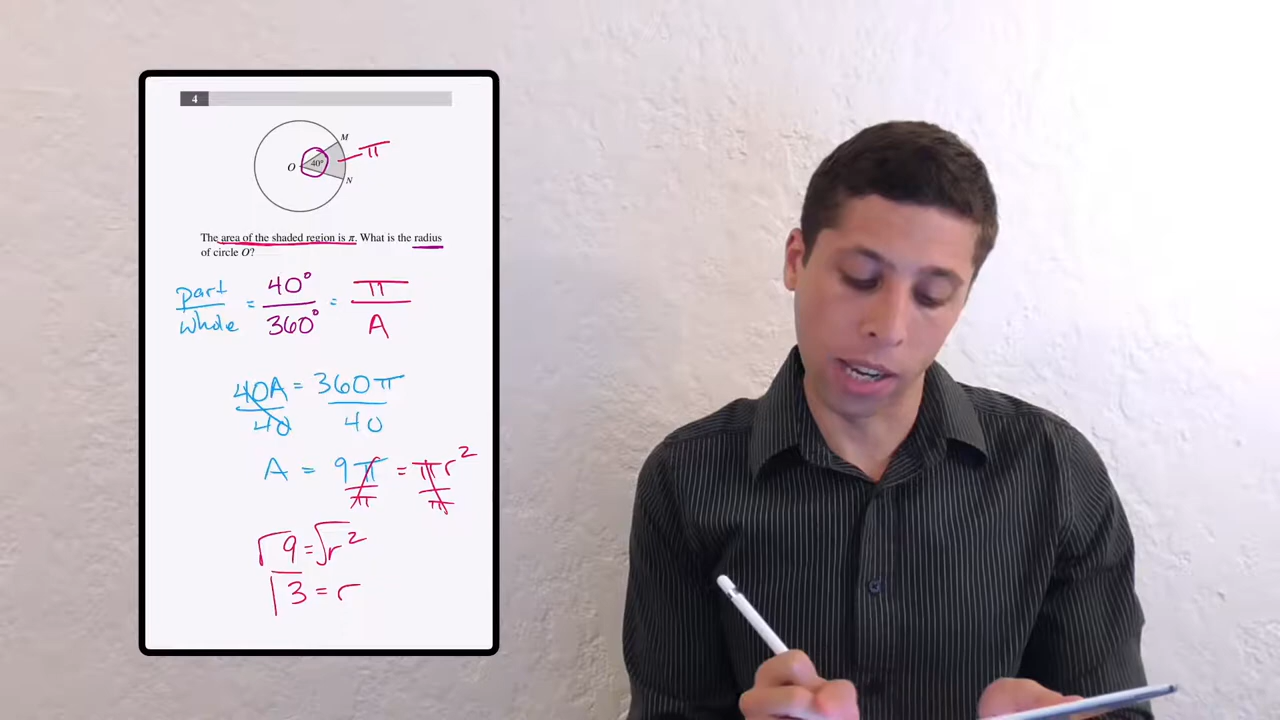 4
M
π
40°
O
N
The area of the shaded region is π. What is the radius
of circle O?
part/whole = 40°/360° = π/A
40A/40 = 360π/40
A = 9π/π = πr²/π
√9 = √r²
3 = r